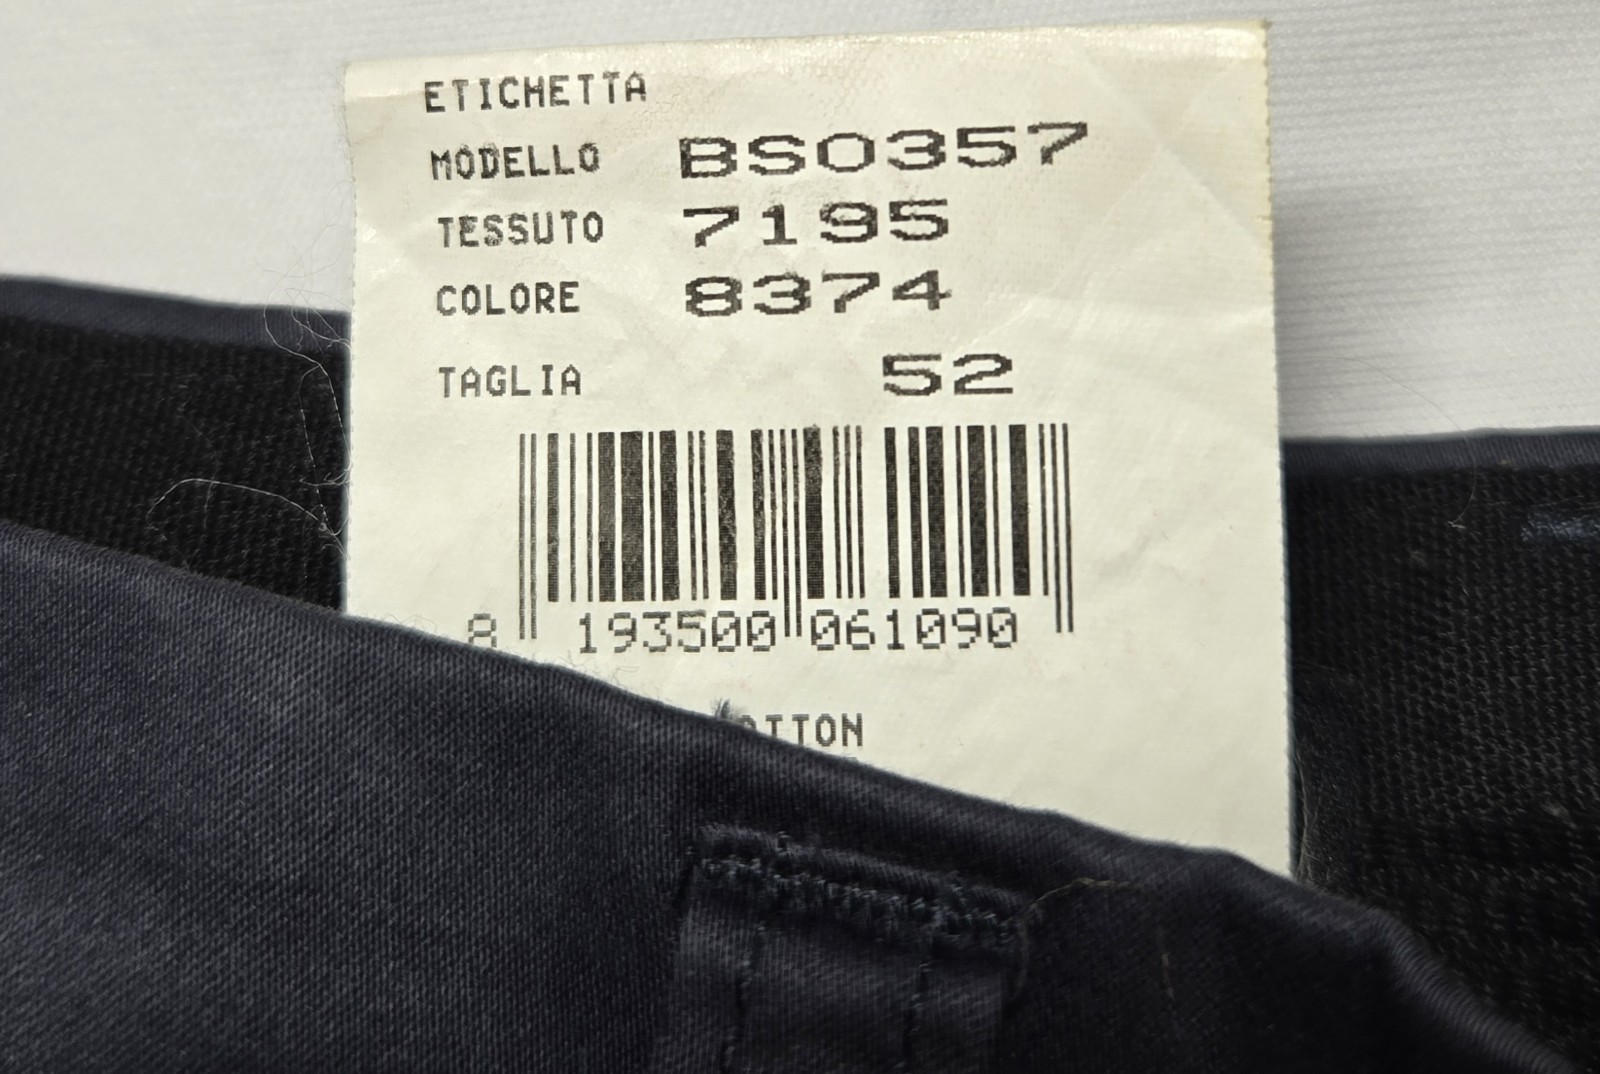 ETICHETTA
MODELLO BS0357
TESSUTO 7195
COLORE 8374
TAGLIA 52
8 193500 061090